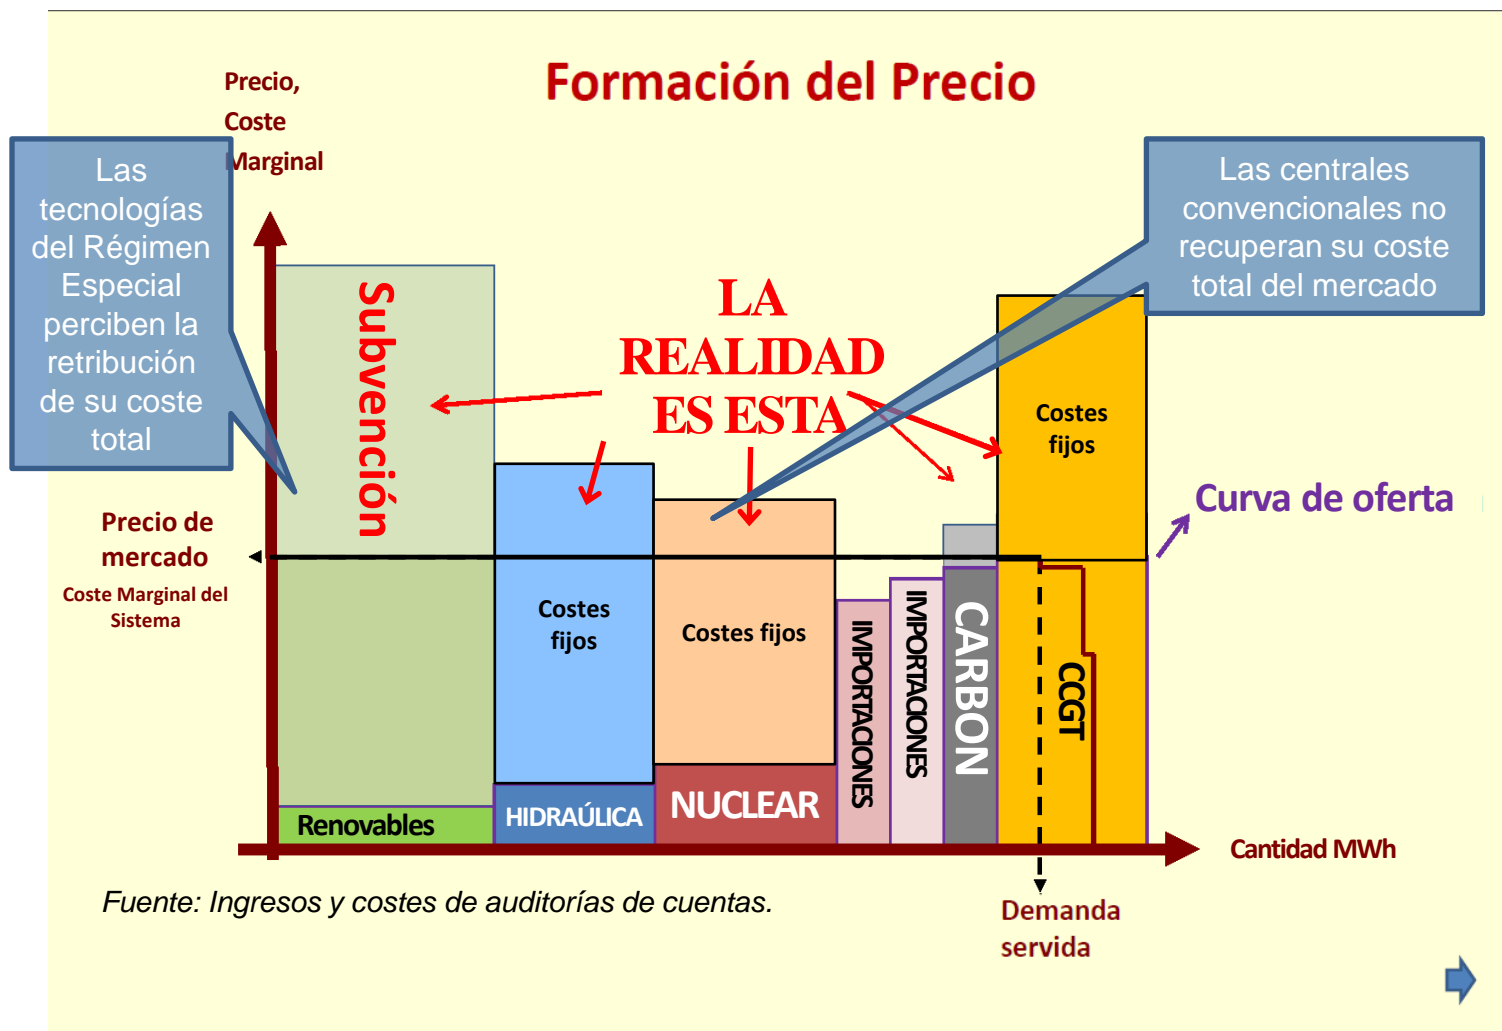 Formación del Precio
Precio,
Coste
Marginal
Las
tecnologías
del Régimen
Especial
perciben la
retribución
de su coste
total
Las centrales
convencionales no
recuperan su coste
total del mercado
Subvención
LA
REALIDAD
ES ESTA
Costes
fijos
Curva de oferta
Precio de
mercado
Coste Marginal del
Sistema
Costes
fijos
Costes fijos
IMPORTACIONES
IMPORTACIONES
CARBON
CCGT
Renovables
HIDRAÚLICA
NUCLEAR
Cantidad MWh
Fuente: Ingresos y costes de auditorías de cuentas.
Demanda
servida